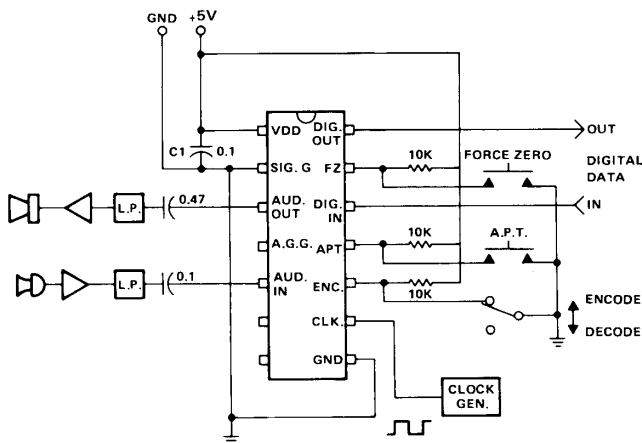 GND +5V
VDD DIG. OUT OUT
C1 0.1 10K FORCE ZERO
SIG. G FZ DIGITAL DATA
L.P. 0.47 AUD. OUT DIG. IN IN
10K A.P.T.
A.G.G. APT
L.P. 0.1 AUD. IN ENC. 10K ENCODE
CLK. DECODE
GND
CLOCK GEN.